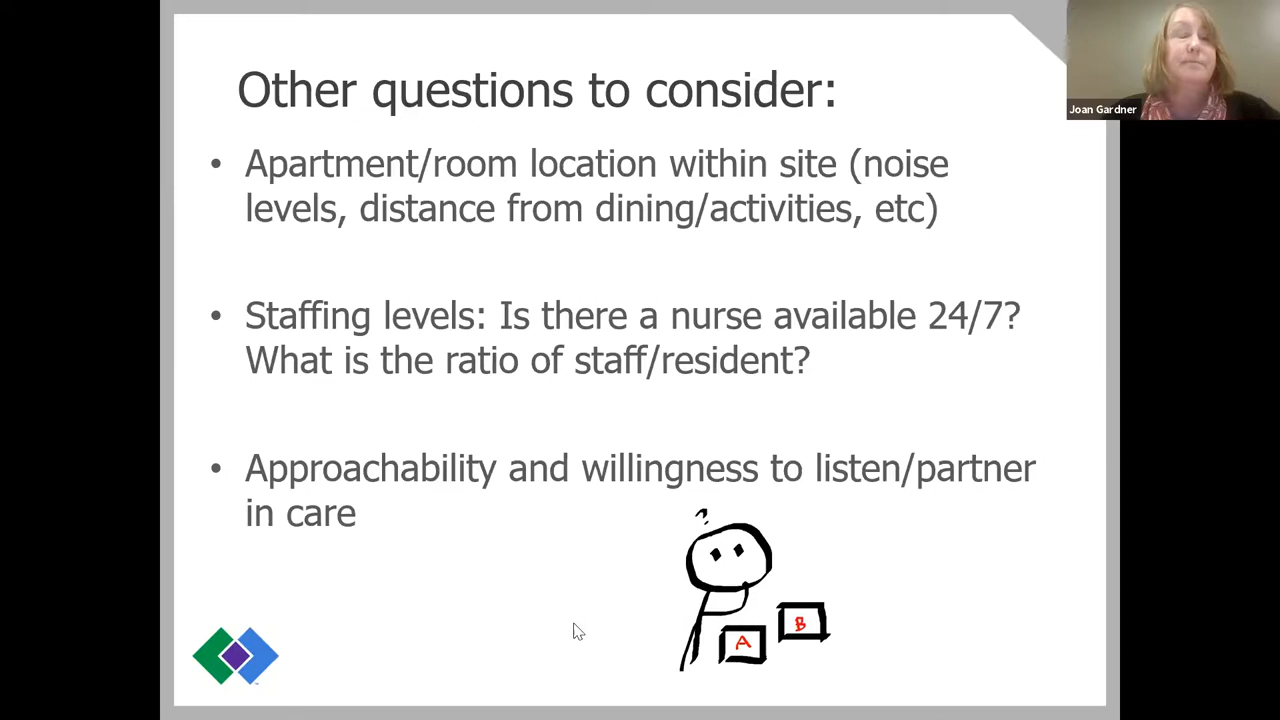 Other questions to consider:
Joan Gardner
• Apartment/room location within site (noise
levels, distance from dining/activities, etc)
• Staffing levels: Is there a nurse available 24/7?
What is the ratio of staff/resident?
• Approachability and willingness to listen/partner
in care
?
A
B